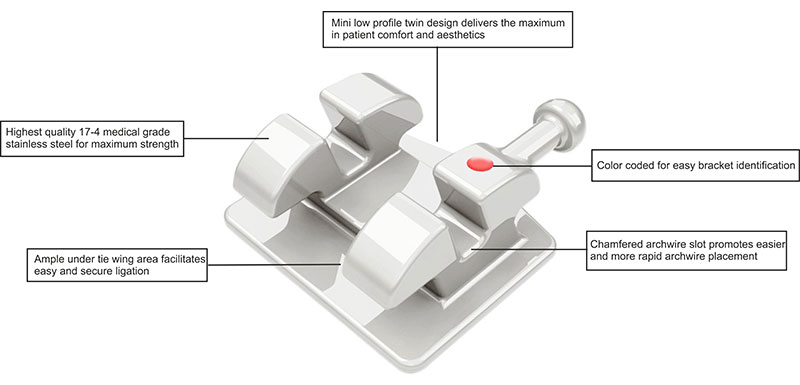 Mini low profile twin design delivers the maximum
in patient comfort and aesthetics
Highest quality 17-4 medical grade
stainless steel for maximum strength
Color coded for easy bracket identification
Ample under tie wing area facilitates
easy and secure ligation
Chamfered archwire slot promotes easier
and more rapid archwire placement